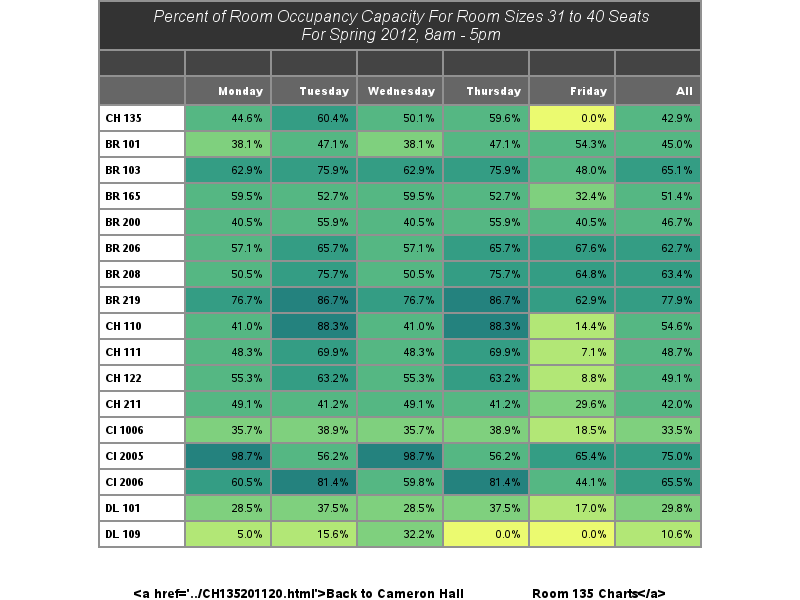 Percent of Room Occupancy Capacity For Room Sizes 31 to 40 Seats
For Spring 2012, 8am - 5pm
Monday Tuesday Wednesday Thursday Friday All
CH 135 44.6% 60.4% 50.1% 59.6% 0.0% 42.9%
BR 101 38.1% 47.1% 38.1% 47.1% 54.3% 45.0%
BR 103 62.9% 75.9% 62.9% 75.9% 48.0% 65.1%
BR 165 59.5% 52.7% 59.5% 52.7% 32.4% 51.4%
BR 200 40.5% 55.9% 40.5% 55.9% 40.5% 46.7%
BR 206 57.1% 65.7% 57.1% 65.7% 67.6% 62.7%
BR 208 50.5% 75.7% 50.5% 75.7% 64.8% 63.4%
BR 219 76.7% 86.7% 76.7% 86.7% 62.9% 77.9%
CH 110 41.0% 88.3% 41.0% 88.3% 14.4% 54.6%
CH 111 48.3% 69.9% 48.3% 69.9% 7.1% 48.7%
CH 122 55.3% 63.2% 55.3% 63.2% 8.8% 49.1%
CH 211 49.1% 41.2% 49.1% 41.2% 29.6% 42.0%
CI 1006 35.7% 38.9% 35.7% 38.9% 18.5% 33.5%
CI 2005 98.7% 56.2% 98.7% 56.2% 65.4% 75.0%
CI 2006 60.5% 81.4% 59.8% 81.4% 44.1% 65.5%
DL 101 28.5% 37.5% 28.5% 37.5% 17.0% 29.8%
DL 109 5.0% 15.6% 32.2% 0.0% 0.0% 10.6%
<a href='../CH135201120.html'>Back to Cameron Hall Room 135 Charts</a>